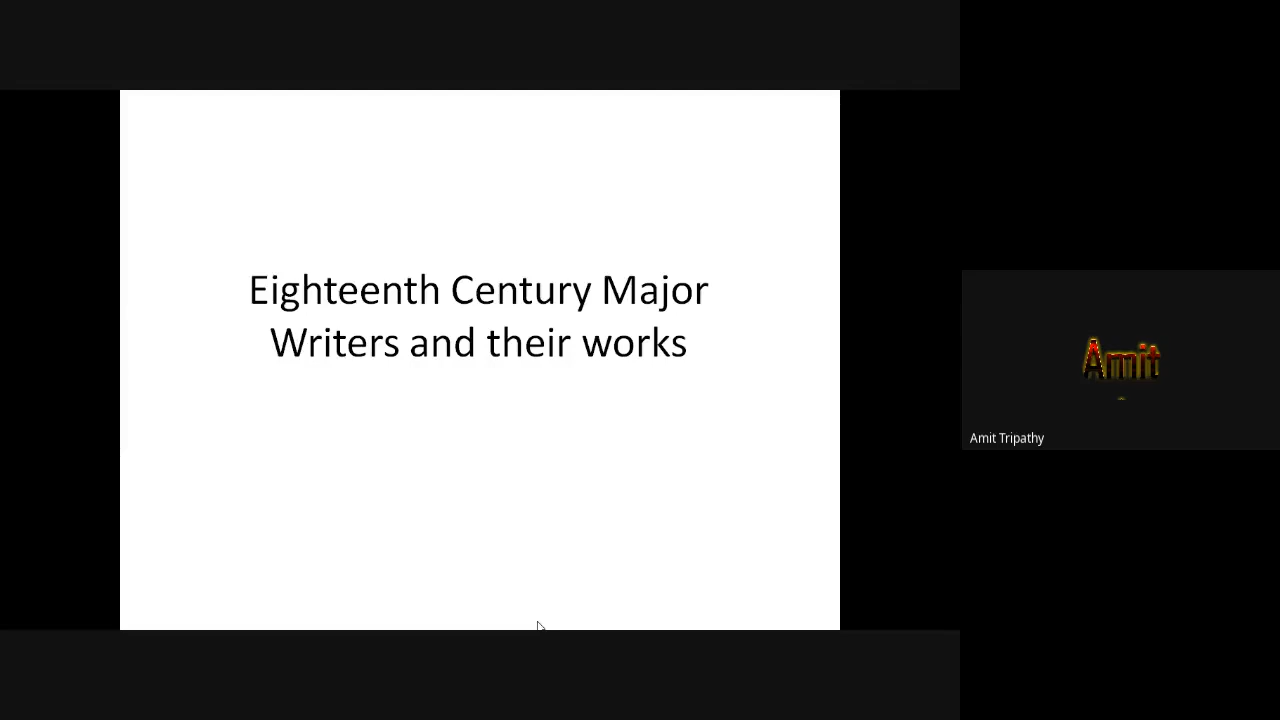 Eighteenth Century Major
Writers and their works
Amit
Amit Tripathy